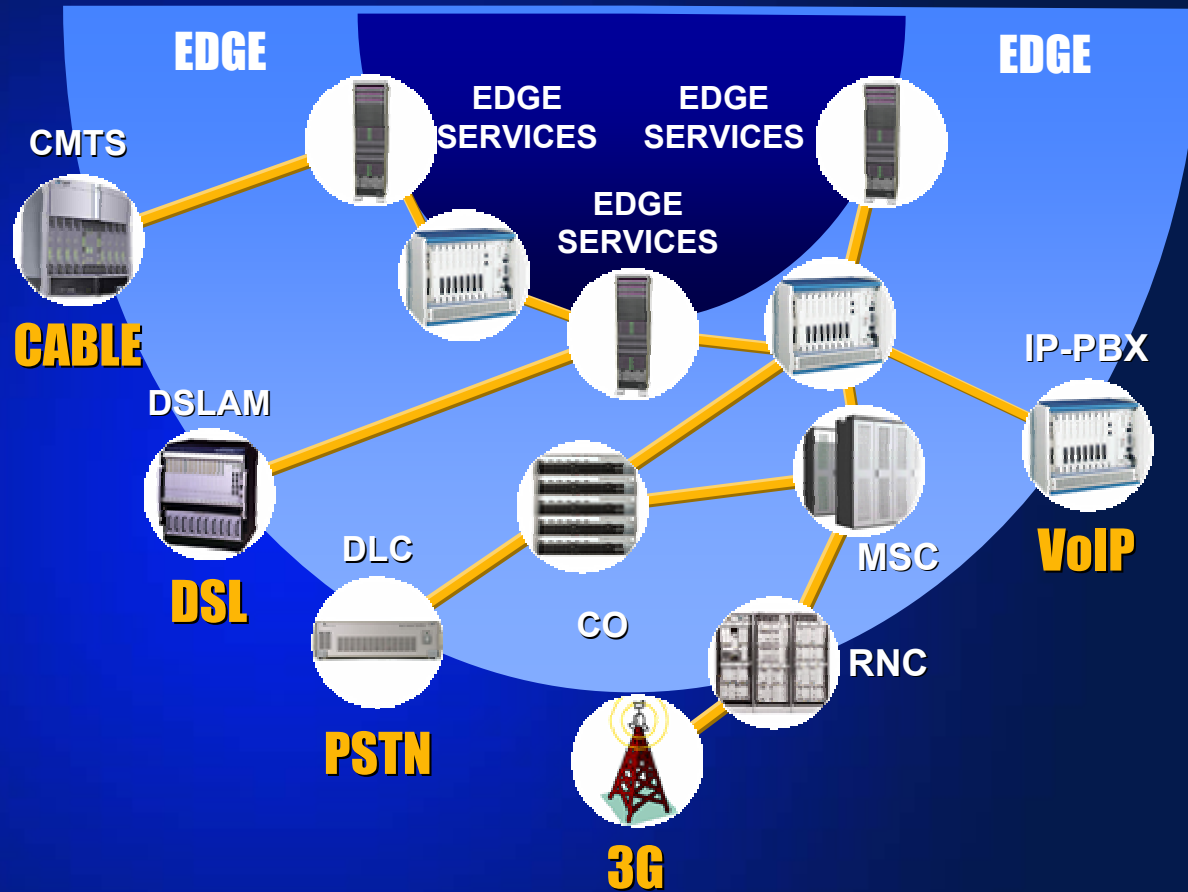 EDGE
EDGE
EDGE
SERVICES
EDGE
SERVICES
CMTS
EDGE
SERVICES
CABLE
IP-PBX
DSLAM
VoIP
DLC
MSC
DSL
CO
RNC
PSTN
3G